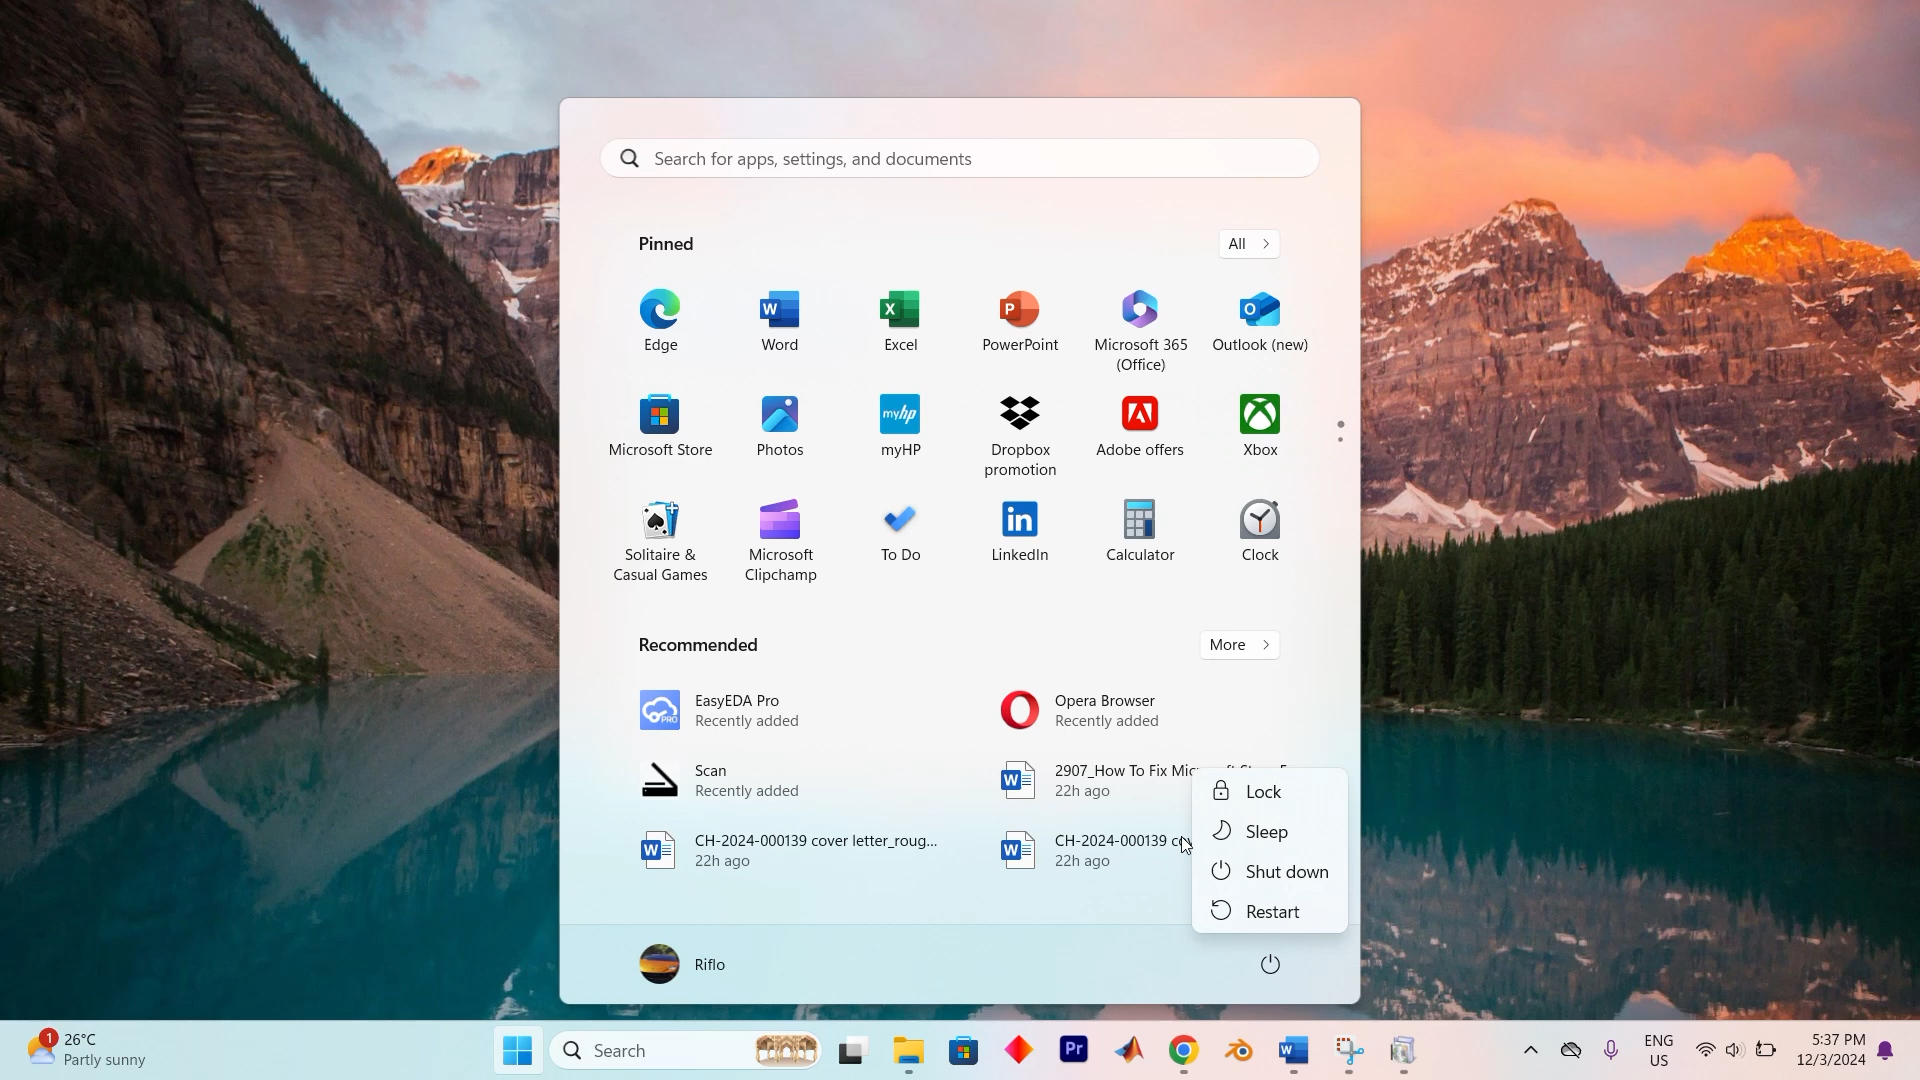 Search for apps, settings, and documents
Pinned
All
Edge
Word
Excel
PowerPoint
Microsoft 365
(Office)
Outlook (new)
Microsoft Store
Photos
myHP
Dropbox
promotion
Adobe offers
Xbox
Solitaire &
Casual Games
Microsoft
Clipchamp
To Do
LinkedIn
Calculator
Clock
Recommended
More
EasyEDA Pro
Recently added
Opera Browser
Recently added
Scan
Recently added
2907_How To Fix
22h ago
CH-2024-000139 cover letter_roug...
22h ago
CH-2024-000139
22h ago
Lock
Sleep
Shut down
Restart
Riflo
1
26°C
Partly sunny
Search
ENG
US
5:37 PM
12/3/2024